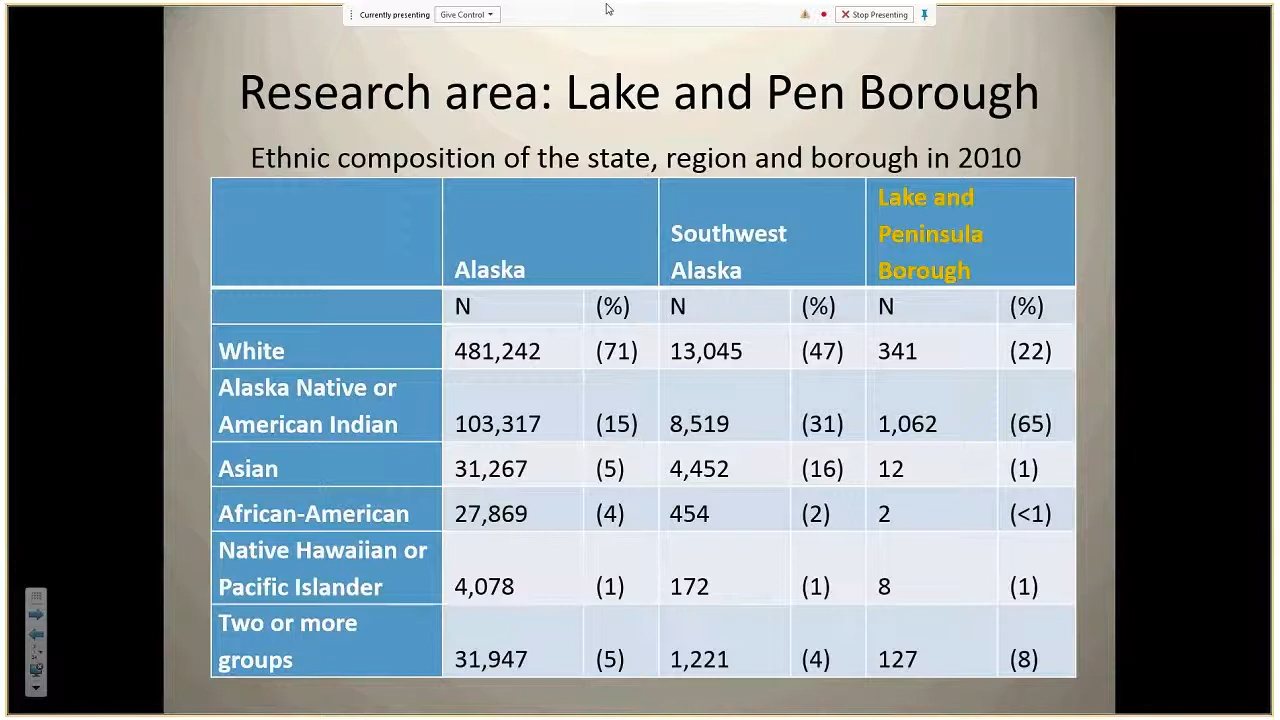 Currently presenting Give Control Stop Presenting
Research area: Lake and Pen Borough
Ethnic composition of the state, region and borough in 2010
Alaska
Southwest
Alaska
Lake and
Peninsula
Borough
N (%) N (%) N (%)
White 481,242 (71) 13,045 (47) 341 (22)
Alaska Native or
American Indian 103,317 (15) 8,519 (31) 1,062 (65)
Asian 31,267 (5) 4,452 (16) 12 (1)
African-American 27,869 (4) 454 (2) 2 (<1)
Native Hawaiian or
Pacific Islander 4,078 (1) 172 (1) 8 (1)
Two or more
groups 31,947 (5) 1,221 (4) 127 (8)